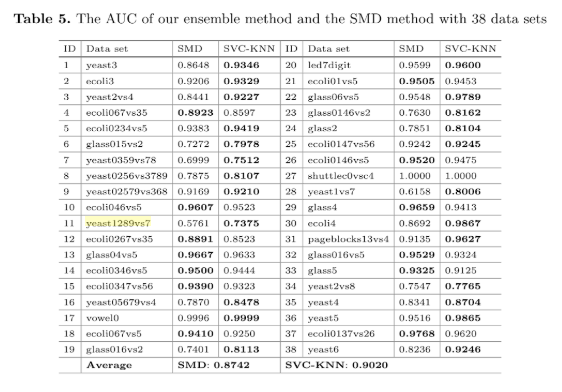 Table 5. The AUC of our ensemble method and the SMD method with 38 data sets
ID Data set SMD SVC-KNN ID Data set SMD SVC-KNN
1 yeast3 0.8648 0.9346 20 led7digit 0.9599 0.9600
2 ecoli3 0.9206 0.9329 21 ecoli01vs5 0.9505 0.9453
3 yeast2vs4 0.8441 0.9227 22 glass06vs5 0.9548 0.9789
4 ecoli067vs35 0.8923 0.8597 23 glass0146vs2 0.7630 0.8162
5 ecoli0234vs5 0.9383 0.9419 24 glass2 0.7851 0.8104
6 glass015vs2 0.7272 0.7978 25 ecoli0147vs56 0.9242 0.9245
7 yeast0359vs78 0.6999 0.7512 26 ecoli0146vs5 0.9520 0.9475
8 yeast0256vs3789 0.7875 0.8107 27 shuttlec0vsc4 1.0000 1.0000
9 yeast02579vs368 0.9169 0.9210 28 yeast1vs7 0.6158 0.8006
10 ecoli046vs5 0.9607 0.9523 29 glass4 0.9659 0.9413
11 yeast1289vs7 0.5761 0.7375 30 ecoli4 0.8692 0.9867
12 ecoli0267vs35 0.8891 0.8523 31 pageblocks13vs4 0.9135 0.9627
13 glass04vs5 0.9667 0.9633 32 glass016vs5 0.9529 0.9324
14 ecoli0346vs5 0.9500 0.9444 33 glass5 0.9325 0.9125
15 ecoli0347vs56 0.9390 0.9323 34 yeast2vs8 0.7547 0.7765
16 yeast05679vs4 0.7870 0.8478 35 yeast4 0.8341 0.8704
17 vowel0 0.9996 0.9999 36 yeast5 0.9516 0.9865
18 ecoli067vs5 0.9410 0.9250 37 ecoli0137vs26 0.9768 0.9620
19 glass016vs2 0.7401 0.8113 38 yeast6 0.8236 0.9246
Average SMD: 0.8742 SVC-KNN: 0.9020